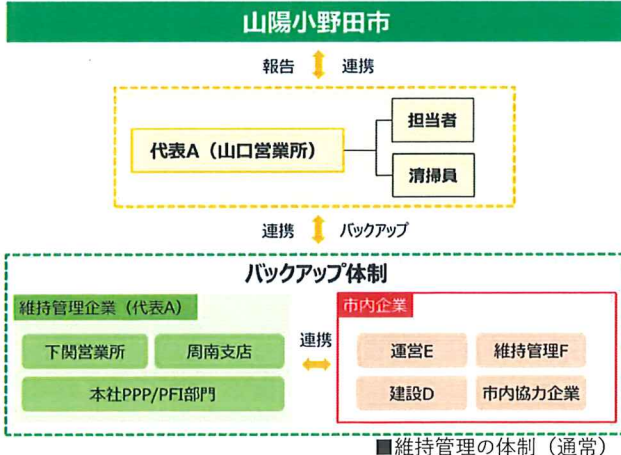 山陽小野田市
報告 連携
担当者
代表A（山口営業所）
清掃員
連携 バックアップ
バックアップ体制
維持管理企業（代表A）
市内企業
下関営業所 周南支店
連携
運営E 維持管理F
本社PPP/PFI部門
建設D 市内協力企業
■維持管理の体制（通常）